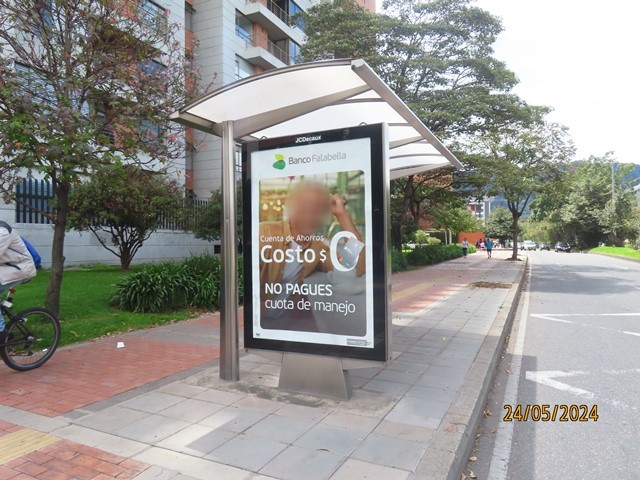 JCDecaux
Banco Falabella
Cuenta de Ahorros
Costo $0
NO PAGUES
cuota de manejo
24/05/2024